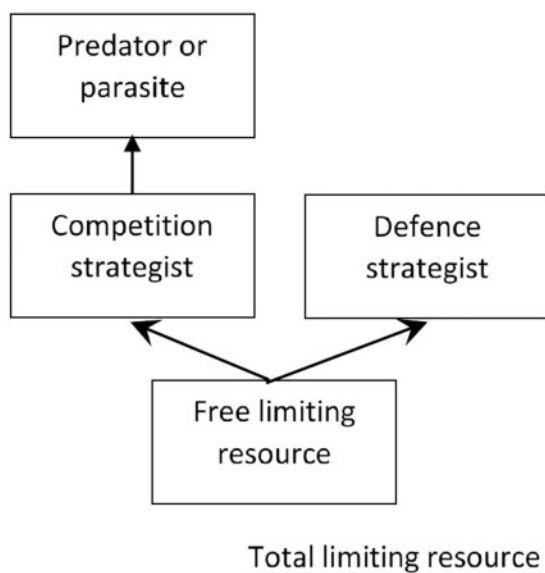 Predator or
parasite
Competition
strategist
Defence
strategist
Free limiting
resource
Total limiting resource